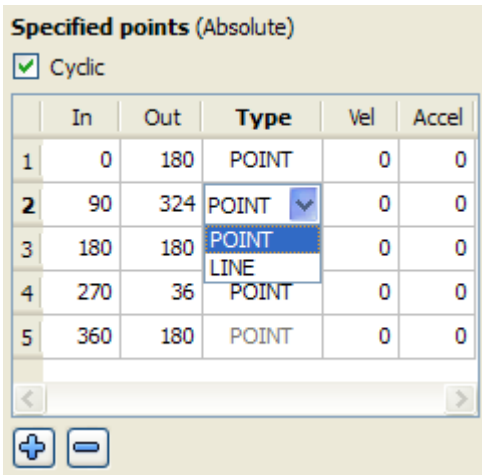 Specified points (Absolute)
Cyclic
In Out Type Vel Accel
1 0 180 POINT 0 0
2 90 324 POINT 0 0
3 180 180 POINT 0 0
LINE
4 270 36 POINT 0 0
5 360 180 POINT 0 0